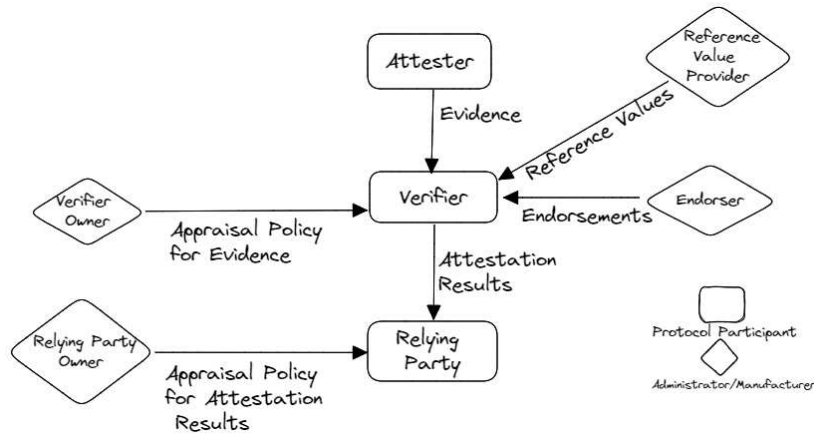 Attester
Reference
Value
Provider
Evidence
Reference Values
Verifier
Owner
Verifier
Endorser
Appraisal Policy
for Evidence
Endorsements
Attestation
Results
Relying Party
Owner
Relying
Party
Appraisal Policy
for Attestation
Results
Protocol Participant
Administrator/Manufacturer